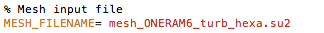 % Mesh input file
MESH_FILENAME= mesh_ONERAM6_turb_hexa.su2